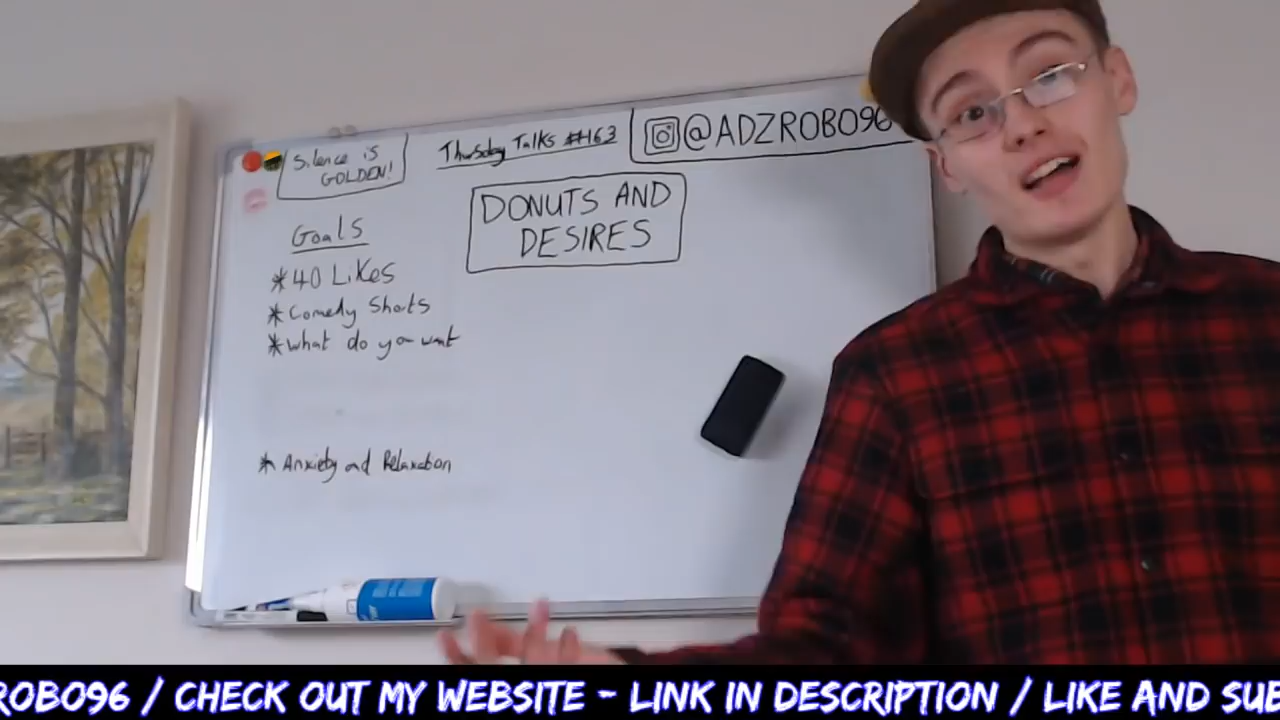 Silence is
GOLDEN!
Thursday Talks #163
@ADZROBO96
DONUTS AND
DESIRES
Goals
*40 Likes
*Comedy Shorts
*what do you want
*Anxiety and Relaxation
ROBO96 / CHECK OUT MY WEBSITE - LINK IN DESCRIPTION / LIKE AND SUB